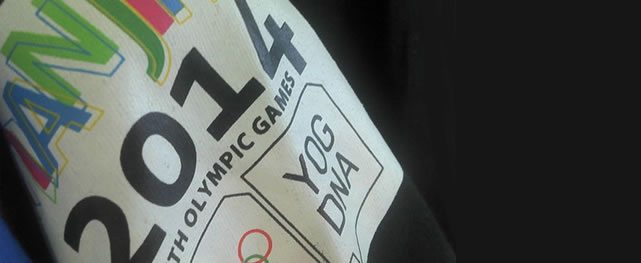 ANJI
2014
TH OLYMPIC GAMES
YOG
DNA